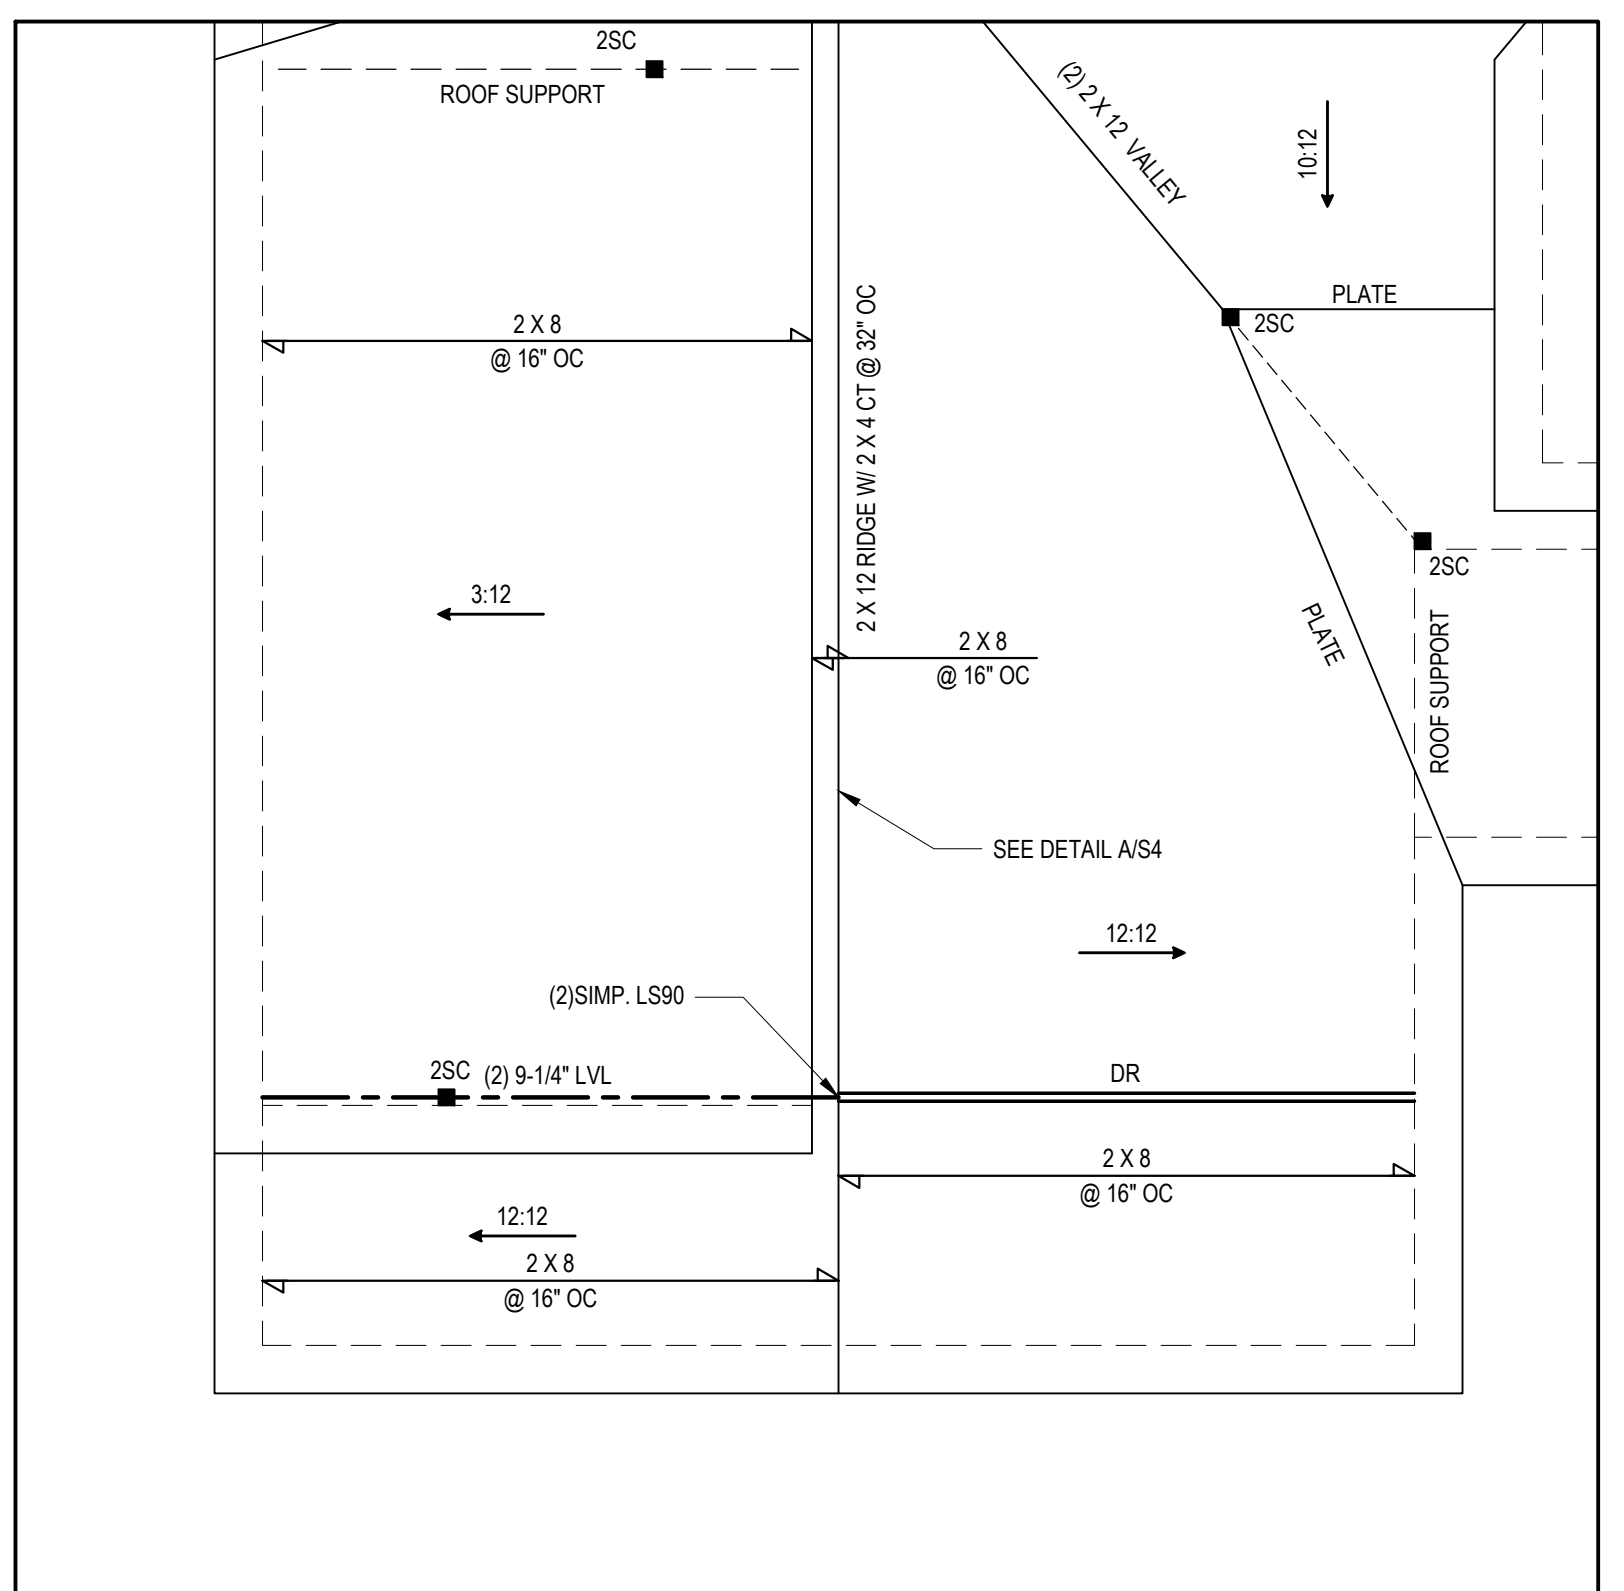 2SC
ROOF SUPPORT
(2) 2 X 12 VALLEY
10:12
PLATE
2SC
2 X 8
@ 16" OC
2 X 12 RIDGE W/ 2 X 4 CT @ 32" OC
2SC
3:12
2 X 8
@ 16" OC
PLATE
ROOF SUPPORT
SEE DETAIL A/S4
12:12
(2)SIMP. LS90
2SC
(2) 9-1/4" LVL
DR
2 X 8
@ 16" OC
12:12
2 X 8
@ 16" OC